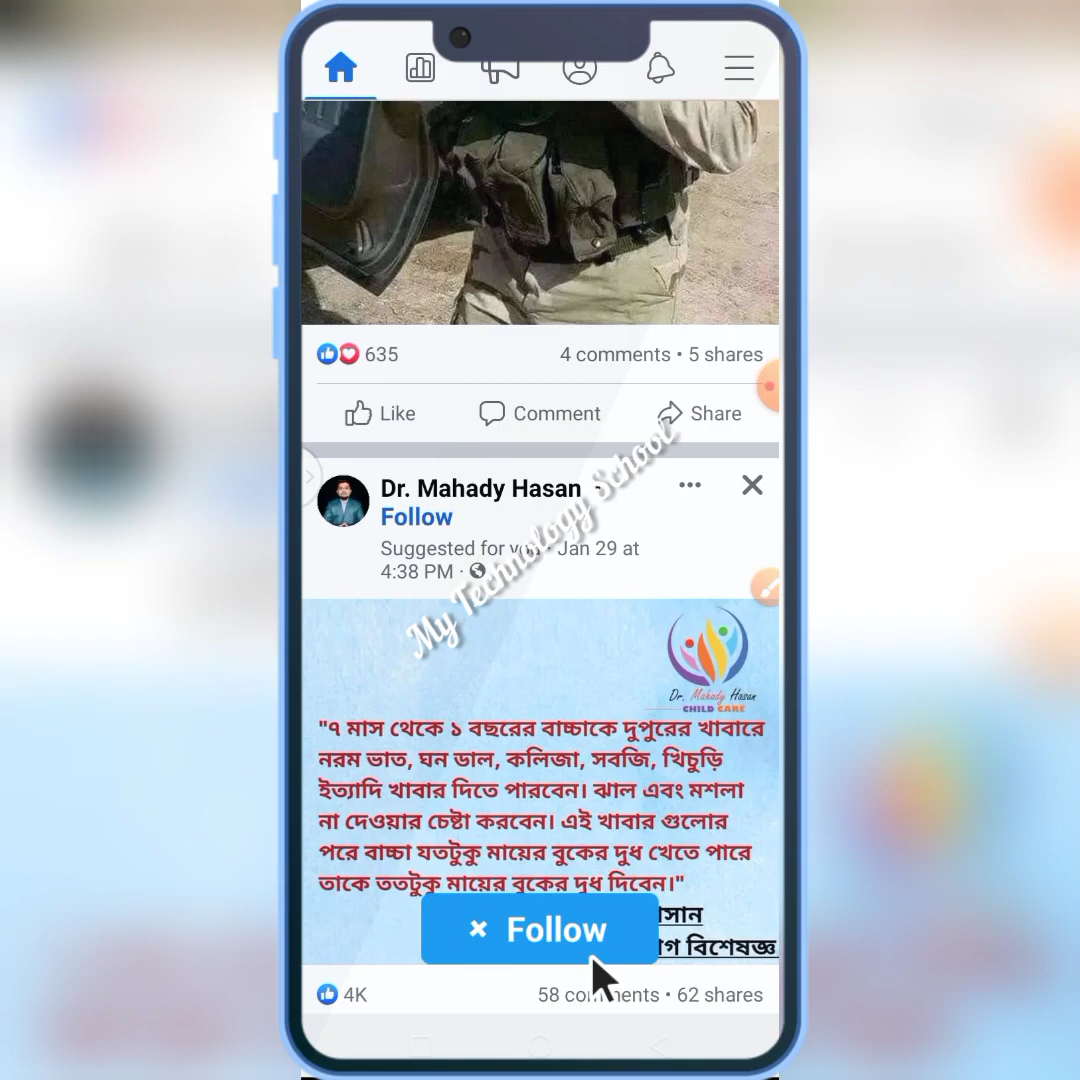 635
4 comments • 5 shares
Like
Comment
Share
Dr. Mahady Hasan
Follow
Suggested for you · Jan 29 at
4:38 PM ·
My Technology School
Dr. Mahady Hasan
CHILD CARE
"৭ মাস থেকে ১ বছরের বাচ্চাকে দুপুরের খাবারে
নরম ভাত, ঘন ডাল, কলিজা, সবজি, খিচুড়ি
ইত্যাদি খাবার দিতে পারবেন। ঝাল এবং মশলা
না দেওয়ার চেষ্টা করবেন। এই খাবার গুলোর
পরে বাচ্চা যতটুকু মায়ের বুকের দুধ খেতে পারে
তাকে ততটুকু মায়ের বুকের দুধ দিবেন।"
বিশেষজ্ঞ
Follow
4K
58 comments • 62 shares